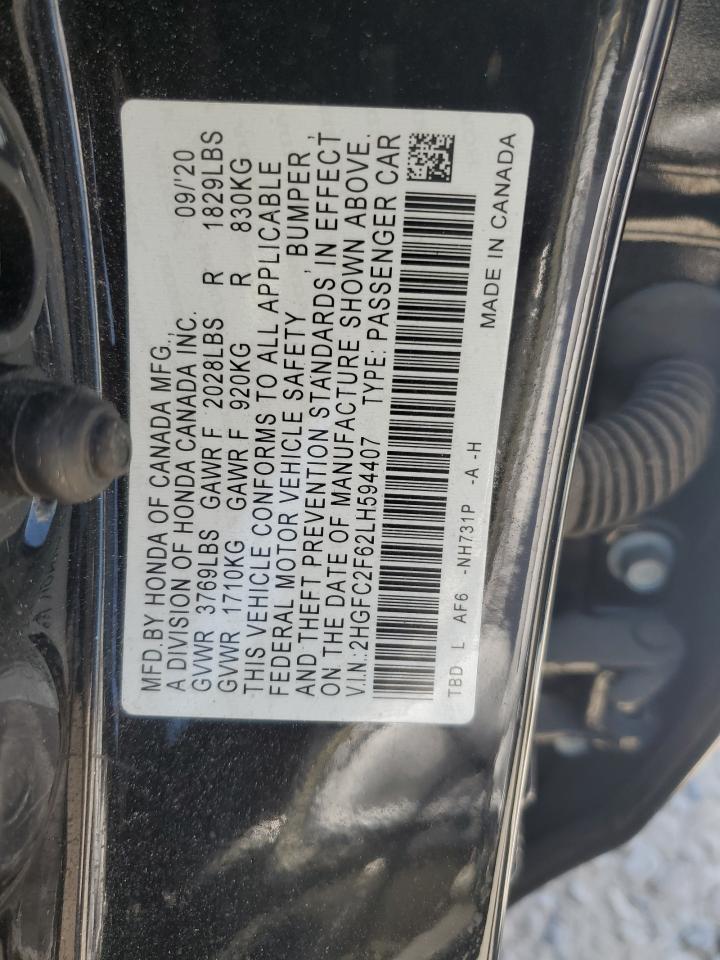 MFD.BY HONDA OF CANADA MFG., 09/'20
A DIVISION OF HONDA CANADA INC.
GVWR 3769LBS GAWR F 2028LBS R 1829LBS
GVWR 1710KG GAWR F 920KG R 830KG
THIS VEHICLE CONFORMS TO ALL APPLICABLE
FEDERAL MOTOR VEHICLE SAFETY , BUMPER ,
AND THEFT PREVENTION STANDARDS IN EFFECT
ON THE DATE OF MANUFACTURE SHOWN ABOVE.
V.I.N.:2HGFC2F62LH594407 TYPE: PASSENGER CAR
TBD L AF6 -NH731P -A -H
MADE IN CANADA